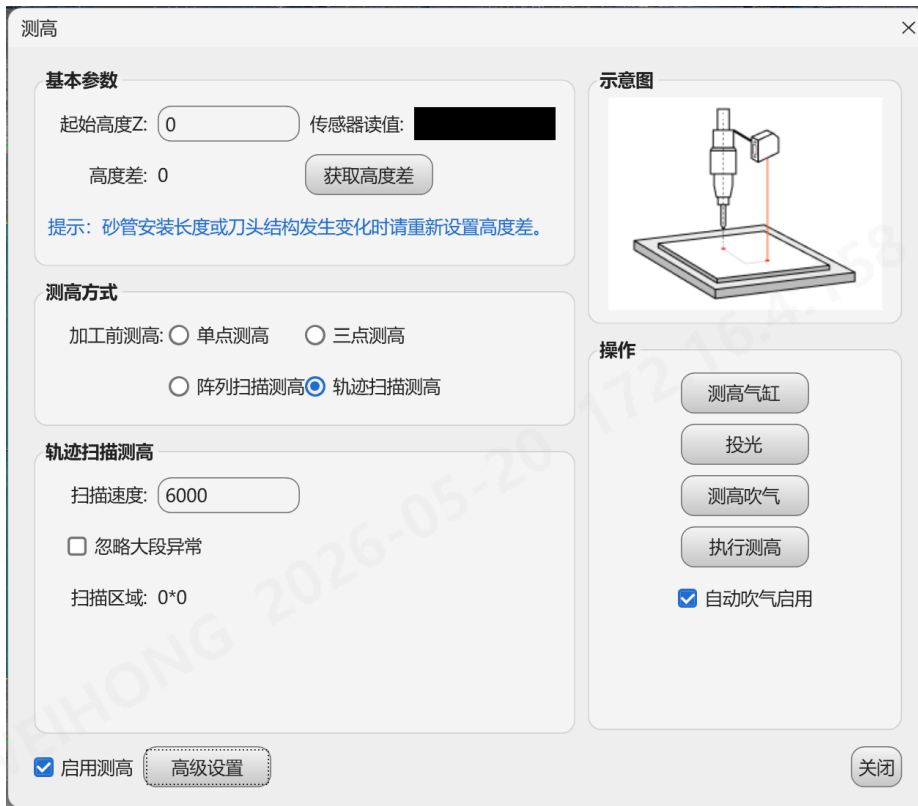 测高
基本参数
起始高度Z: 0 传感器读值:
高度差: 0 获取高度差
提示：砂管安装长度或刀头结构发生变化时请重新设置高度差。
测高方式
加工前测高: 单点测高 三点测高
阵列扫描测高 轨迹扫描测高
轨迹扫描测高
扫描速度: 6000
忽略大段异常
扫描区域: 0*0
启用测高 高级设置
示意图
操作
测高气缸
投光
测高吹气
执行测高
自动吹气启用
关闭
EIHONG 2026-05-20 172.16.4.158